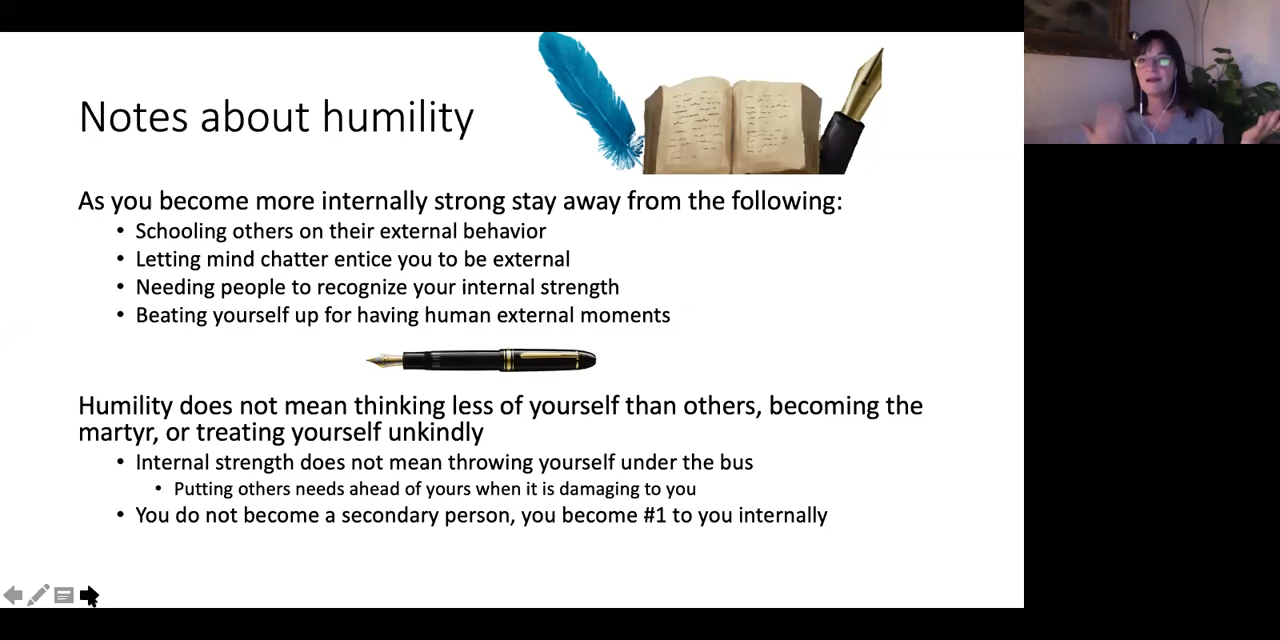 Notes about humility
As you become more internally strong stay away from the following:
• Schooling others on their external behavior
• Letting mind chatter entice you to be external
• Needing people to recognize your internal strength
• Beating yourself up for having human external moments
Humility does not mean thinking less of yourself than others, becoming the
martyr, or treating yourself unkindly
• Internal strength does not mean throwing yourself under the bus
• Putting others needs ahead of yours when it is damaging to you
• You do not become a secondary person, you become #1 to you internally